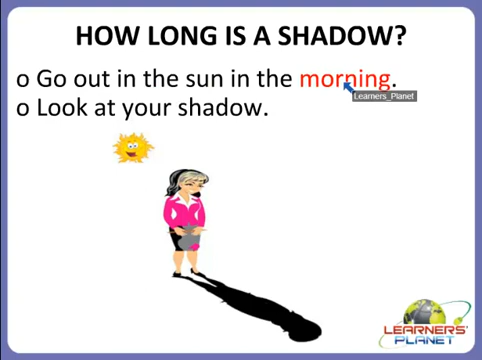 HOW LONG IS A SHADOW?
o Go out in the sun in the morning.
Learners_Planet
o Look at your shadow.
LEARNERS'
PLANET